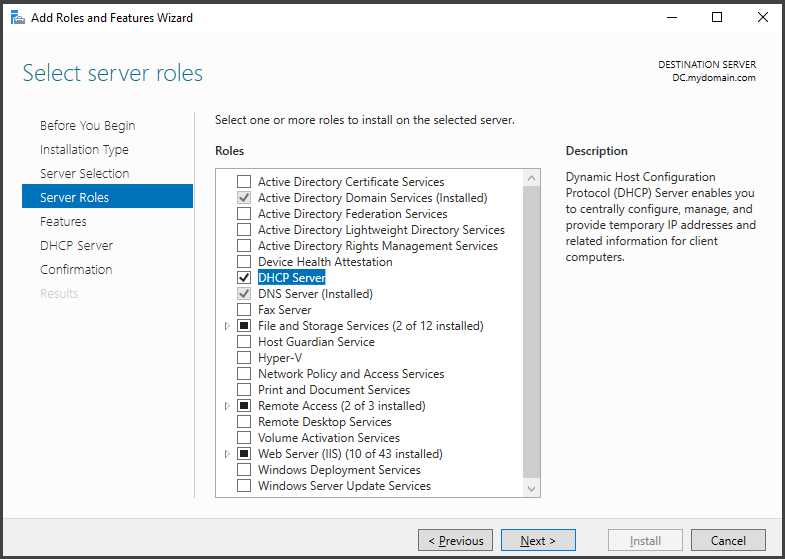 Add Roles and Features Wizard
Select server roles
DESTINATION SERVER
DC.mydomain.com
Before You Begin
Installation Type
Server Selection
Server Roles
Features
DHCP Server
Confirmation
Results
Select one or more roles to install on the selected server.
Roles
Active Directory Certificate Services
Active Directory Domain Services (Installed)
Active Directory Federation Services
Active Directory Lightweight Directory Services
Active Directory Rights Management Services
Device Health Attestation
DHCP Server
DNS Server (Installed)
Fax Server
File and Storage Services (2 of 12 installed)
Host Guardian Service
Hyper-V
Network Policy and Access Services
Print and Document Services
Remote Access (2 of 3 installed)
Remote Desktop Services
Volume Activation Services
Web Server (IIS) (10 of 43 installed)
Windows Deployment Services
Windows Server Update Services
Description
Dynamic Host Configuration
Protocol (DHCP) Server enables you
to centrally configure, manage, and
provide temporary IP addresses and
related information for client
computers.
< Previous
Next >
Install
Cancel